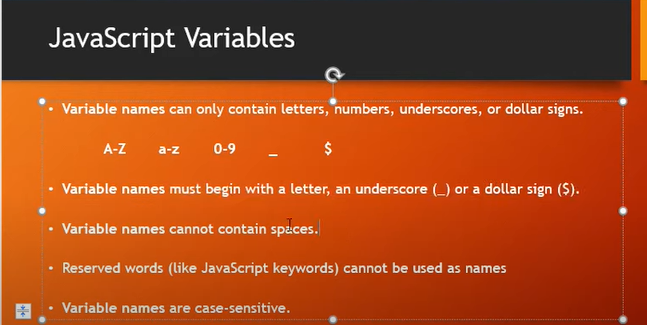 JavaScript Variables
• Variable names can only contain letters, numbers, underscores, or dollar signs.
A-Z a-z 0-9 _ $
• Variable names must begin with a letter, an underscore (_) or a dollar sign ($).
• Variable names cannot contain spaces.
• Reserved words (like JavaScript keywords) cannot be used as names
• Variable names are case-sensitive.